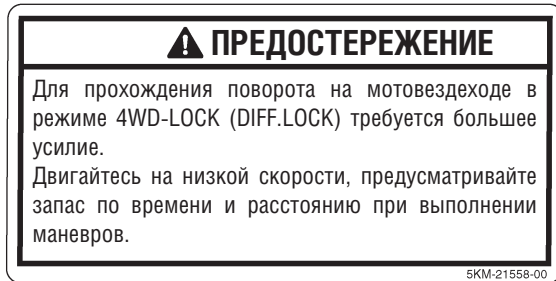 ПРЕДОСТЕРЕЖЕНИЕ
Для прохождения поворота на мотовездеходе в
режиме 4WD-LOCK (DIFF.LOCK) требуется большее
усилие.
Двигайтесь на низкой скорости, предусматривайте
запас по времени и расстоянию при выполнении
маневров.
5KM-21558-00